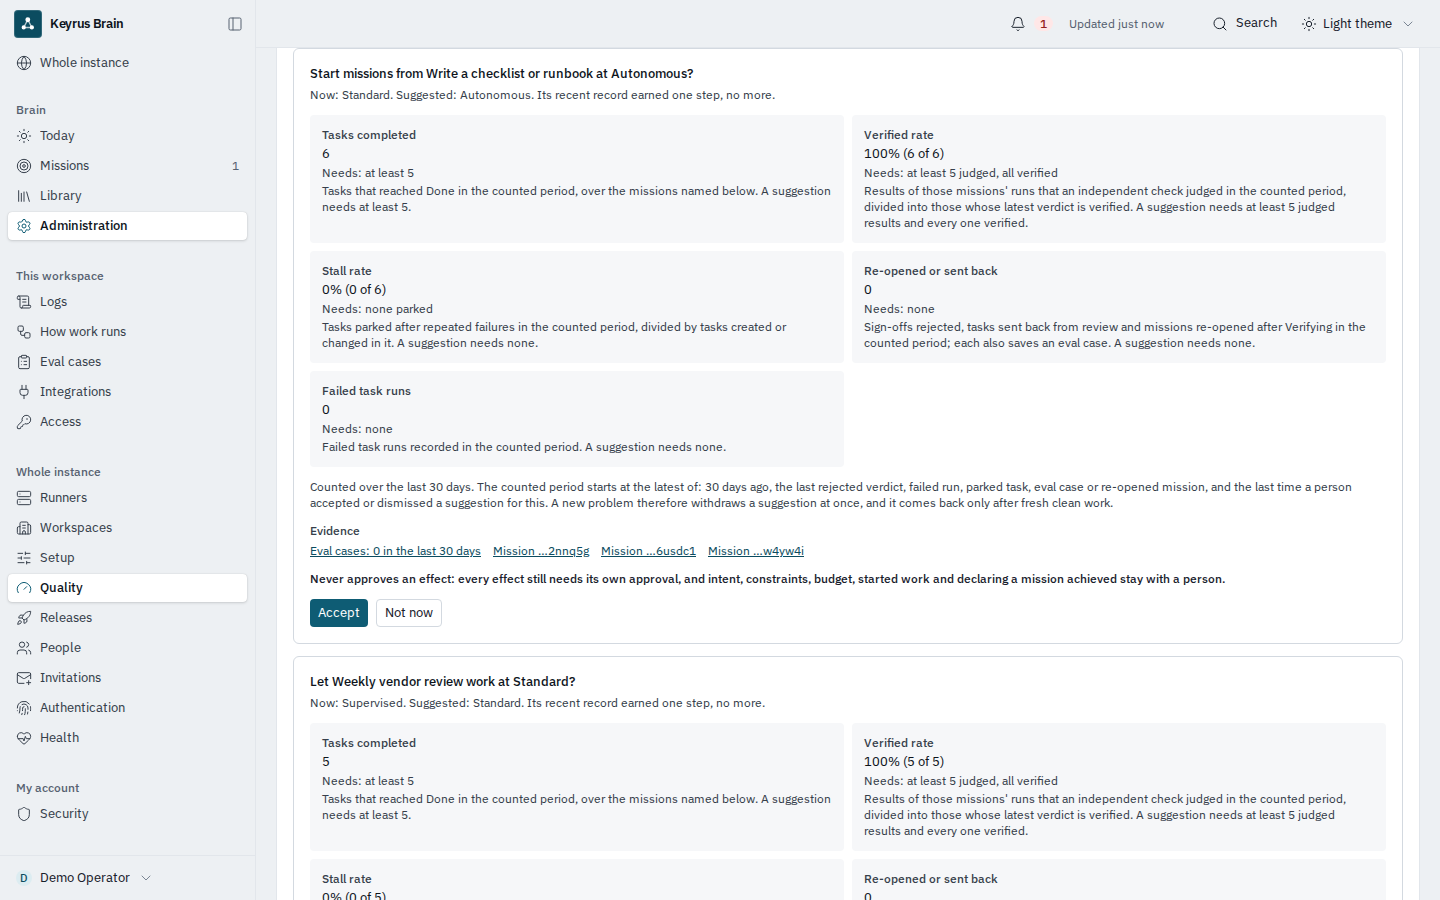 Keyrus Brain
1
Updated just now
Search
Light theme
Whole instance
Brain
Today
Missions
1
Library
Administration
This workspace
Logs
How work runs
Eval cases
Integrations
Access
Whole instance
Runners
Workspaces
Setup
Quality
Releases
People
Invitations
Authentication
Health
My account
Security
D
Demo Operator
Start missions from Write a checklist or runbook at Autonomous?
Now: Standard. Suggested: Autonomous. Its recent record earned one step, no more.
Tasks completed
6
Needs: at least 5
Tasks that reached Done in the counted period, over the missions named below. A suggestion
needs at least 5.
Verified rate
100% (6 of 6)
Needs: at least 5 judged, all verified
Results of those missions' runs that an independent check judged in the counted period,
divided into those whose latest verdict is verified. A suggestion needs at least 5 judged
results and every one verified.
Stall rate
0% (0 of 6)
Needs: none parked
Tasks parked after repeated failures in the counted period, divided by tasks created or
changed in it. A suggestion needs none.
Re-opened or sent back
0
Needs: none
Sign-offs rejected, tasks sent back from review and missions re-opened after Verifying in the
counted period; each also saves an eval case. A suggestion needs none.
Failed task runs
0
Needs: none
Failed task runs recorded in the counted period. A suggestion needs none.
Counted over the last 30 days. The counted period starts at the latest of: 30 days ago, the last rejected verdict, failed run, parked task, eval case or re-opened mission, and the last time a person
accepted or dismissed a suggestion for this. A new problem therefore withdraws a suggestion at once, and it comes back only after fresh clean work.
Evidence
Eval cases: 0 in the last 30 days Mission …2nnq5g Mission …6usdc1 Mission …w4yw4i
Never approves an effect: every effect still needs its own approval, and intent, constraints, budget, started work and declaring a mission achieved stay with a person.
Accept
Not now
Let Weekly vendor review work at Standard?
Now: Supervised. Suggested: Standard. Its recent record earned one step, no more.
Tasks completed
5
Needs: at least 5
Tasks that reached Done in the counted period, over the missions named below. A suggestion
needs at least 5.
Verified rate
100% (5 of 5)
Needs: at least 5 judged, all verified
Results of those missions' runs that an independent check judged in the counted period,
divided into those whose latest verdict is verified. A suggestion needs at least 5 judged
results and every one verified.
Stall rate
0% (0 of 5)
Re-opened or sent back
0